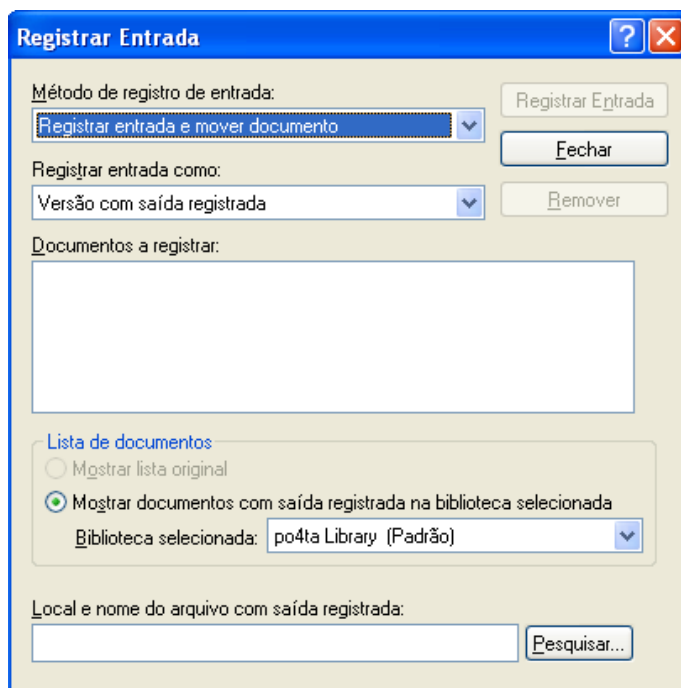 Registrar Entrada
Método de registro de entrada:
Registrar entrada e mover documento
Registrar Entrada
Fechar
Registrar entrada como:
Versão com saída registrada
Remover
Documentos a registrar:
Lista de documentos
Mostrar lista original
Mostrar documentos com saída registrada na biblioteca selecionada
Biblioteca selecionada: po4ta Library (Padrão)
Local e nome do arquivo com saída registrada:
Pesquisar...